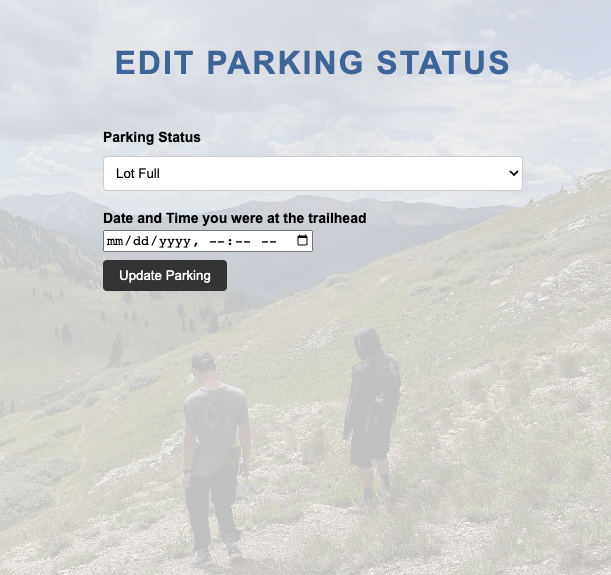 EDIT PARKING STATUS
Parking Status
Lot Full
Date and Time you were at the trailhead
mm/dd/yyyy, --:-- --
Update Parking